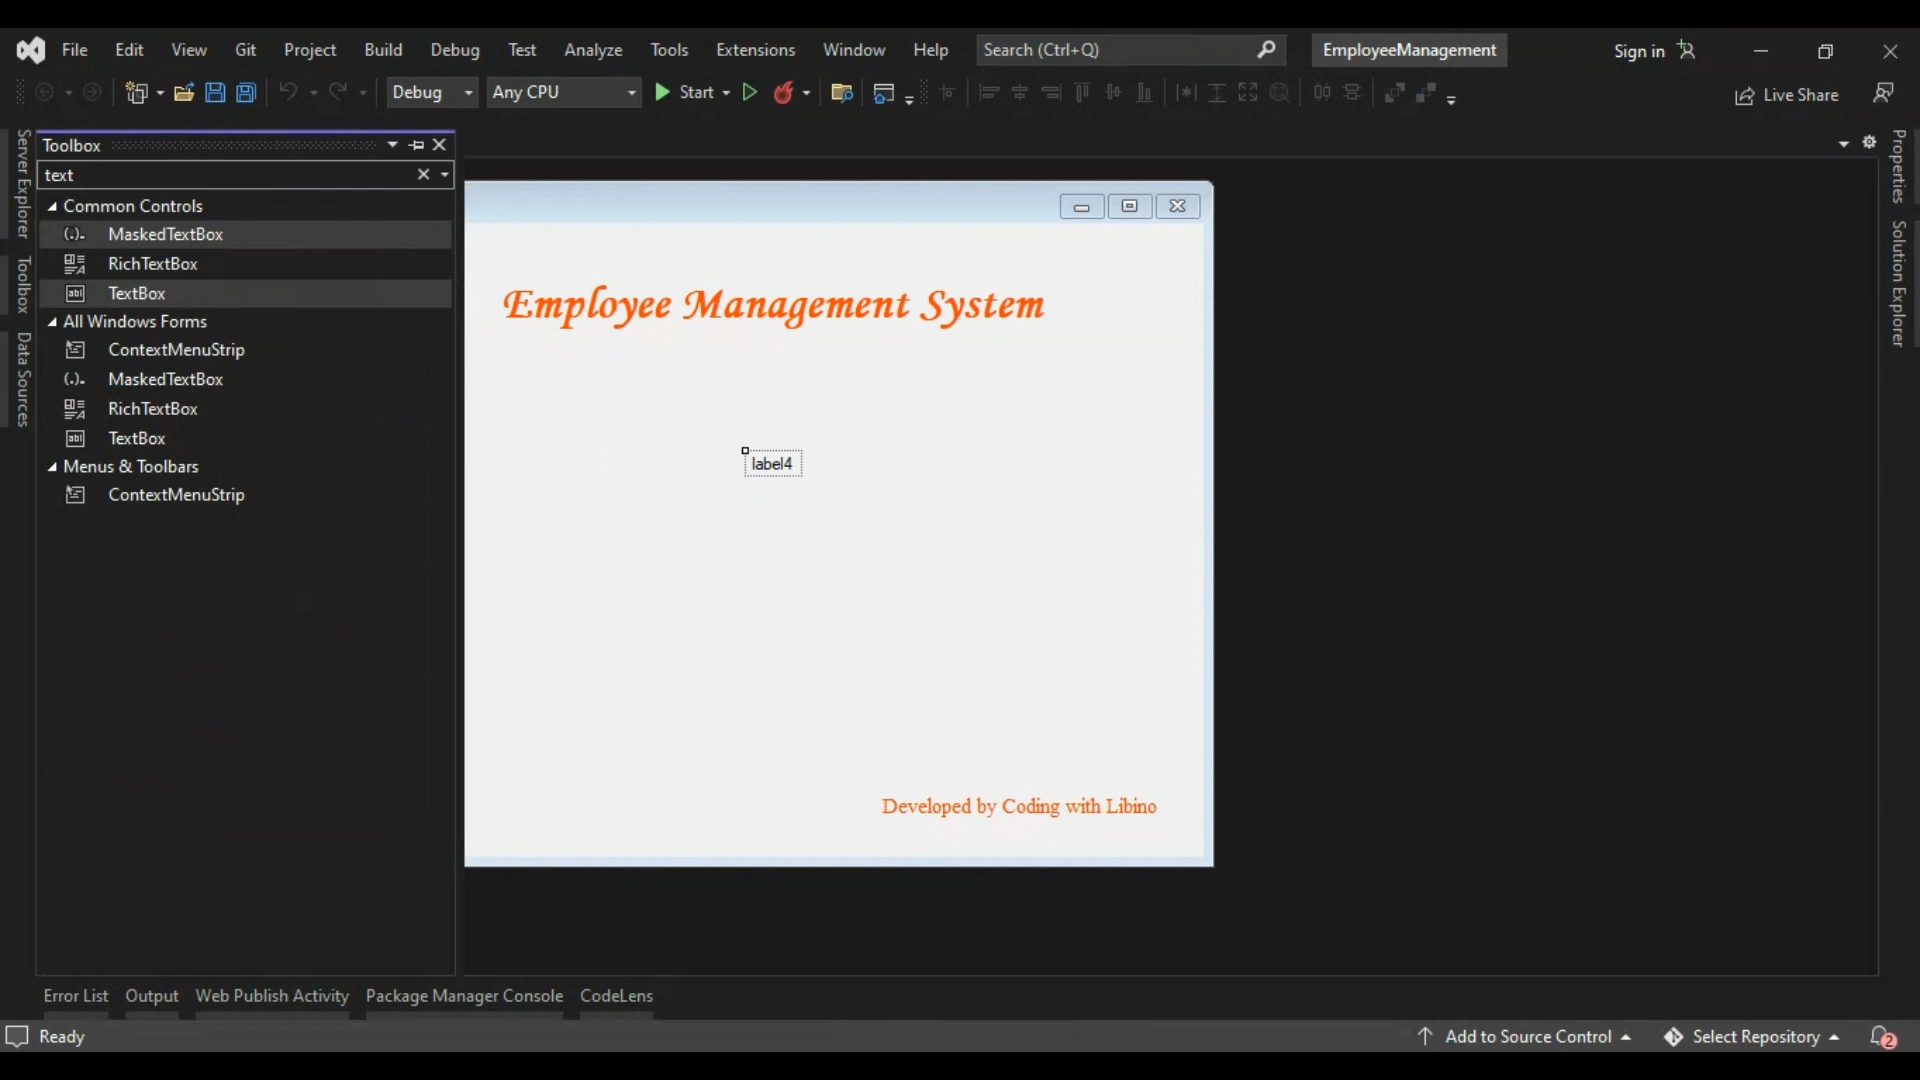 File Edit View Git Project Build Debug Test Analyze Tools Extensions Window Help Search (Ctrl+Q) EmployeeManagement Sign in
Debug Any CPU Start Live Share
Server Explorer
Toolbox
Data Sources
Toolbox
text
Common Controls
MaskedTextBox
RichTextBox
TextBox
All Windows Forms
ContextMenuStrip
MaskedTextBox
RichTextBox
TextBox
Menus & Toolbars
ContextMenuStrip
Employee Management System
label4
Developed by Coding with Libino
Properties
Solution Explorer
Error List Output Web Publish Activity Package Manager Console CodeLens
Ready Add to Source Control Select Repository 2